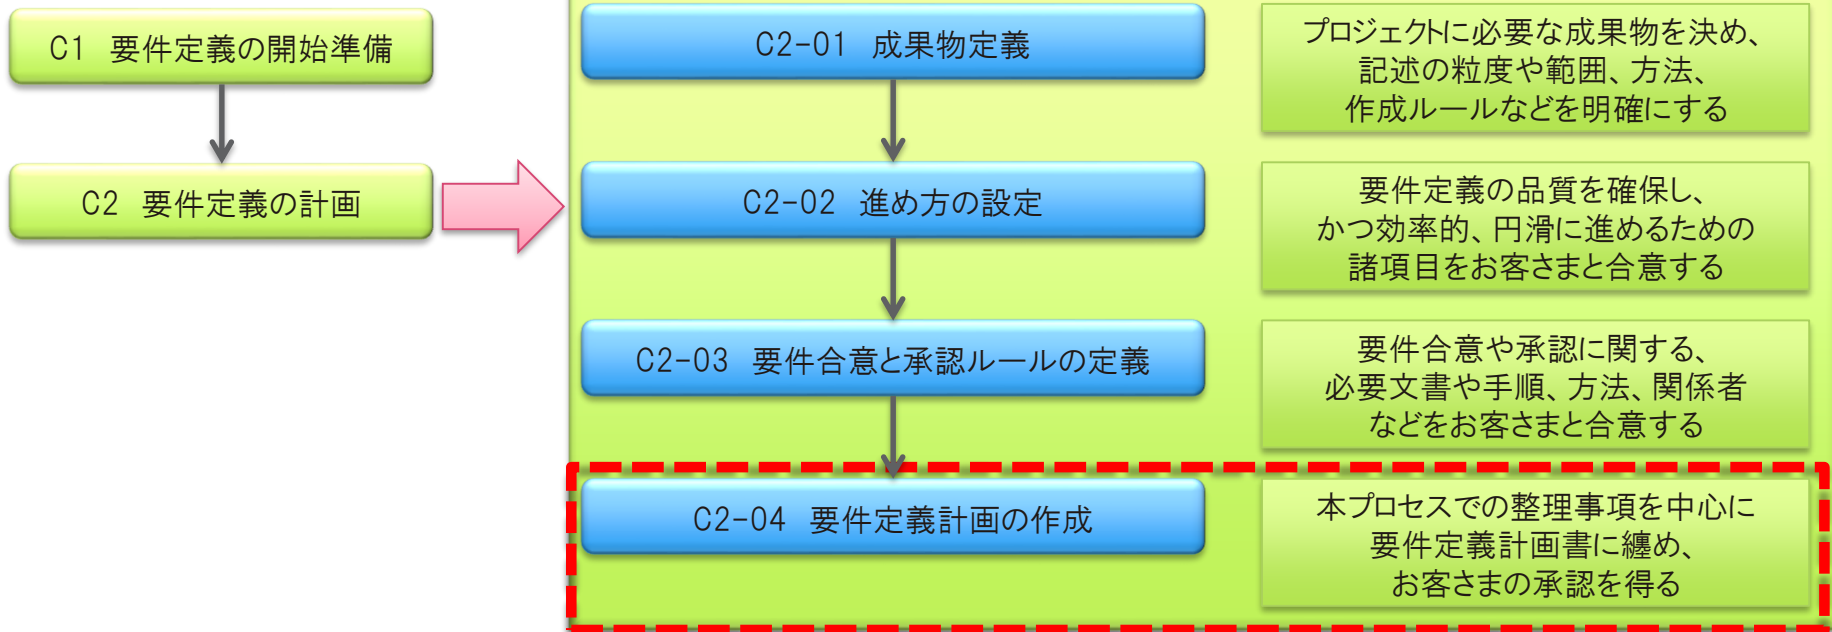 C1 要件定義の開始準備
C2 要件定義の計画
C2-01 成果物定義
プロジェクトに必要な成果物を決め、
記述の粒度や範囲、方法、
作成ルールなどを明確にする
C2-02 進め方の設定
要件定義の品質を確保し、
かつ効率的、円滑に進めるための
諸項目をお客さまと合意する
C2-03 要件合意と承認ルールの定義
要件合意や承認に関する、
必要文書や手順、方法、関係者
などをお客さまと合意する
C2-04 要件定義計画の作成
本プロセスでの整理事項を中心に
要件定義計画書に纏め、
お客さまの承認を得る